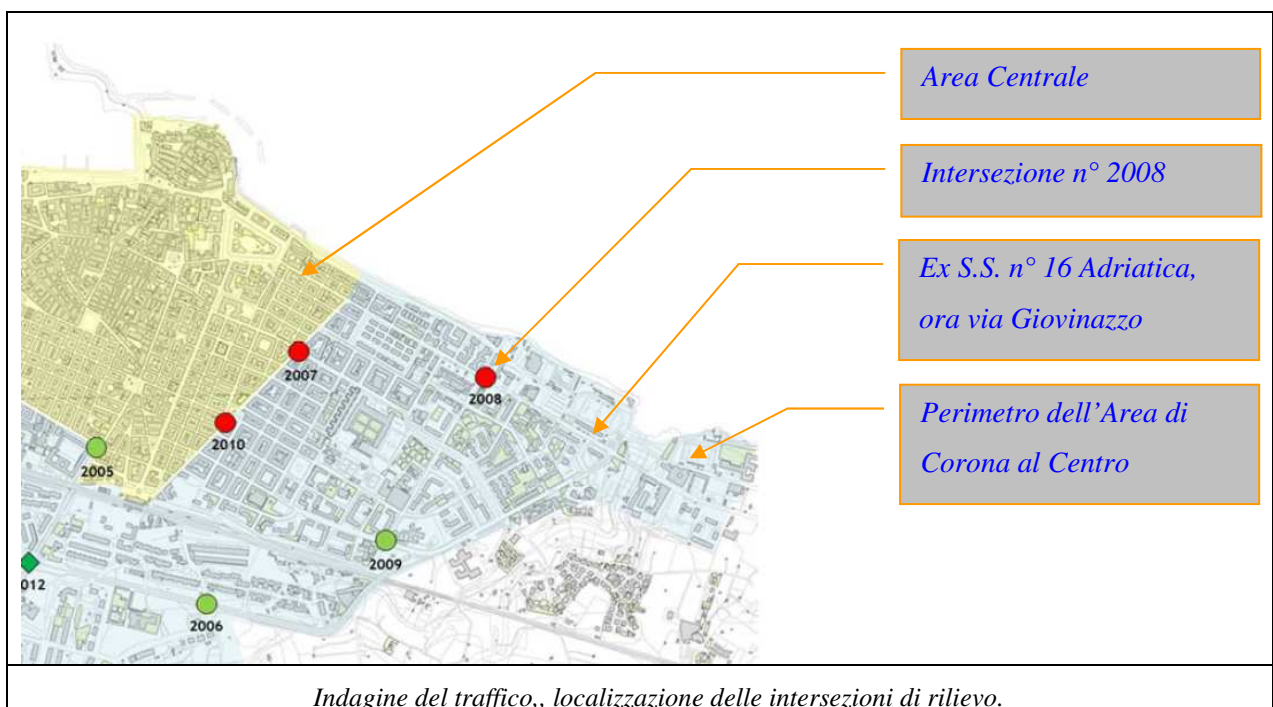 Area Centrale
Intersezione n° 2008
Ex S.S. n° 16 Adriatica,
ora via Giovinazzo
Perimetro dell’Area di
Corona al Centro
2007
2008
2010
2005
2009
012
2006
Indagine del traffico,, localizzazione delle intersezioni di rilievo.